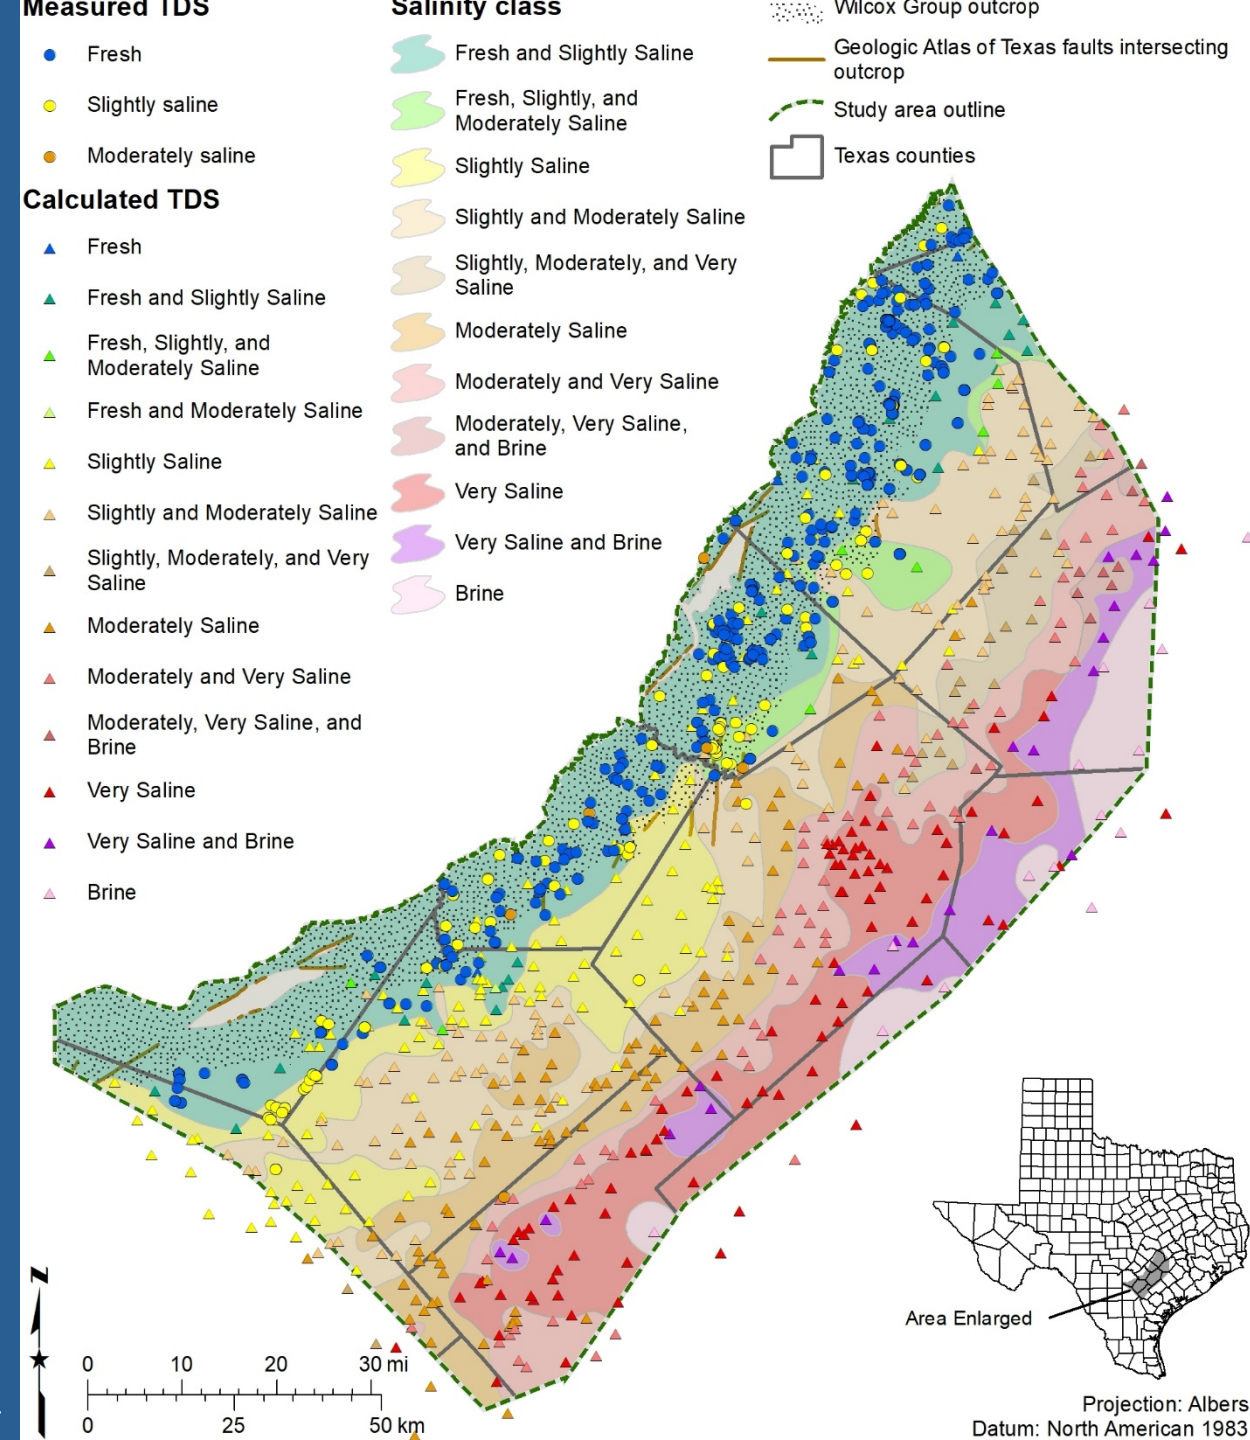 Measured TDS
Fresh
Slightly saline
Moderately saline
Calculated TDS
Fresh
Fresh and Slightly Saline
Fresh, Slightly, and
Moderately Saline
Fresh and Moderately Saline
Slightly Saline
Slightly and Moderately Saline
Slightly, Moderately, and Very
Saline
Moderately Saline
Moderately and Very Saline
Moderately, Very Saline, and
Brine
Very Saline
Very Saline and Brine
Brine
Salinity class
Fresh and Slightly Saline
Fresh, Slightly, and
Moderately Saline
Slightly Saline
Slightly and Moderately Saline
Slightly, Moderately, and Very
Saline
Moderately Saline
Moderately and Very Saline
Moderately, Very Saline,
and Brine
Very Saline
Very Saline and Brine
Brine
Wilcox Group outcrop
Geologic Atlas of Texas faults intersecting
outcrop
Study area outline
Texas counties
N
0 10 20 30 mi
0 25 50 km
Area Enlarged
Projection: Albers
Datum: North American 1983